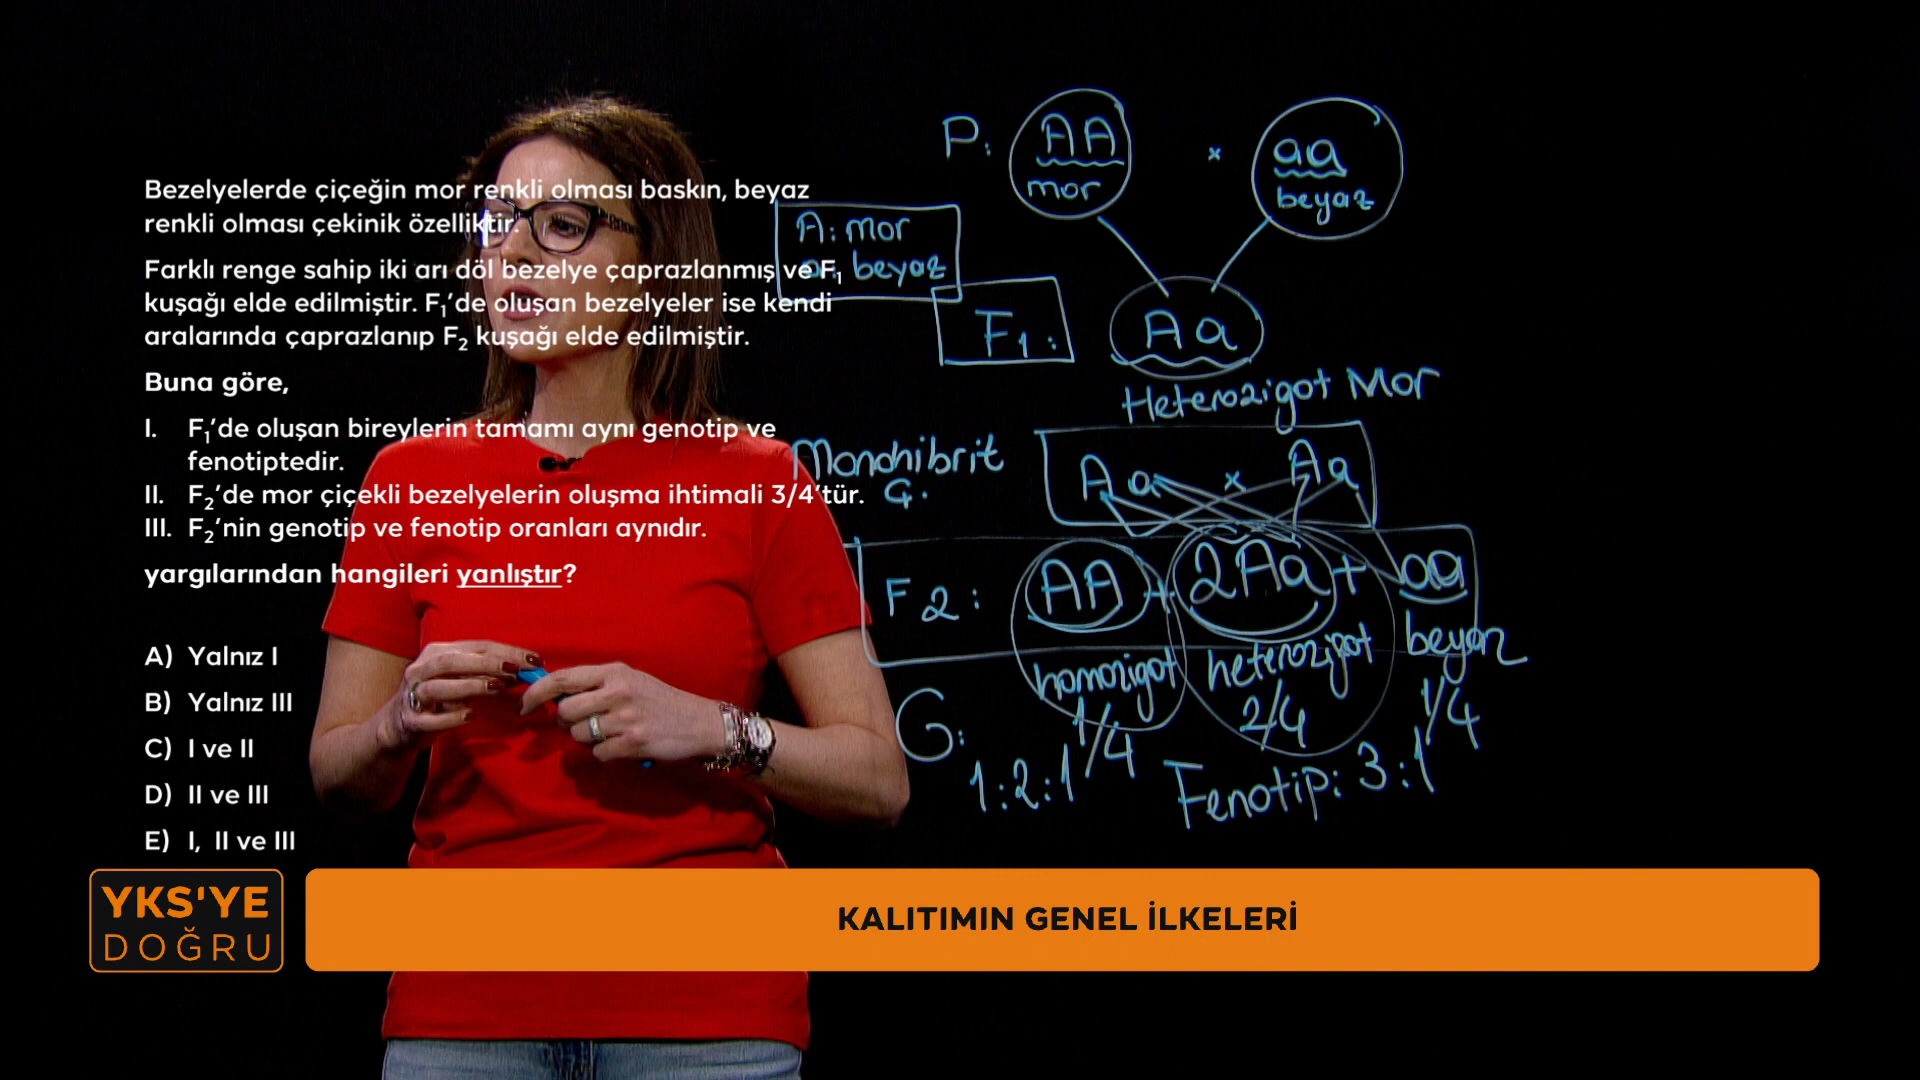 Bezelyelerde çiçeğin mor renkli olması baskın, beyaz
renkli olması çekinik özelliktir.
Farklı renge sahip iki arı döl bezelye çaprazlanmış ve F₁
kuşağı elde edilmiştir. F₁'de oluşan bezelyeler ise kendi
aralarında çaprazlanıp F₂ kuşağı elde edilmiştir.
Buna göre,
I. F₁'de oluşan bireylerin tamamı aynı genotip ve
fenotiptedir.
II. F₂'de mor çiçekli bezelyelerin oluşma ihtimali 3/4'tür.
III. F₂'nin genotip ve fenotip oranları aynıdır.
yargılarından hangileri yanlıştır?
A) Yalnız I
B) Yalnız III
C) I ve II
D) II ve III
E) I, II ve III
P: AA x aa
mor beyaz
A: mor
a: beyaz
F1: Aa
Heterozigot Mor
Monohibrit
Ç.
Aa x Aa
F2: AA + 2Aa + aa
homozigot heterozigot beyaz
1/4 2/4 1/4
G: 1:2:1
Fenotip: 3:1
YKS'YE
DOĞRU
KALITIMIN GENEL İLKELERİ